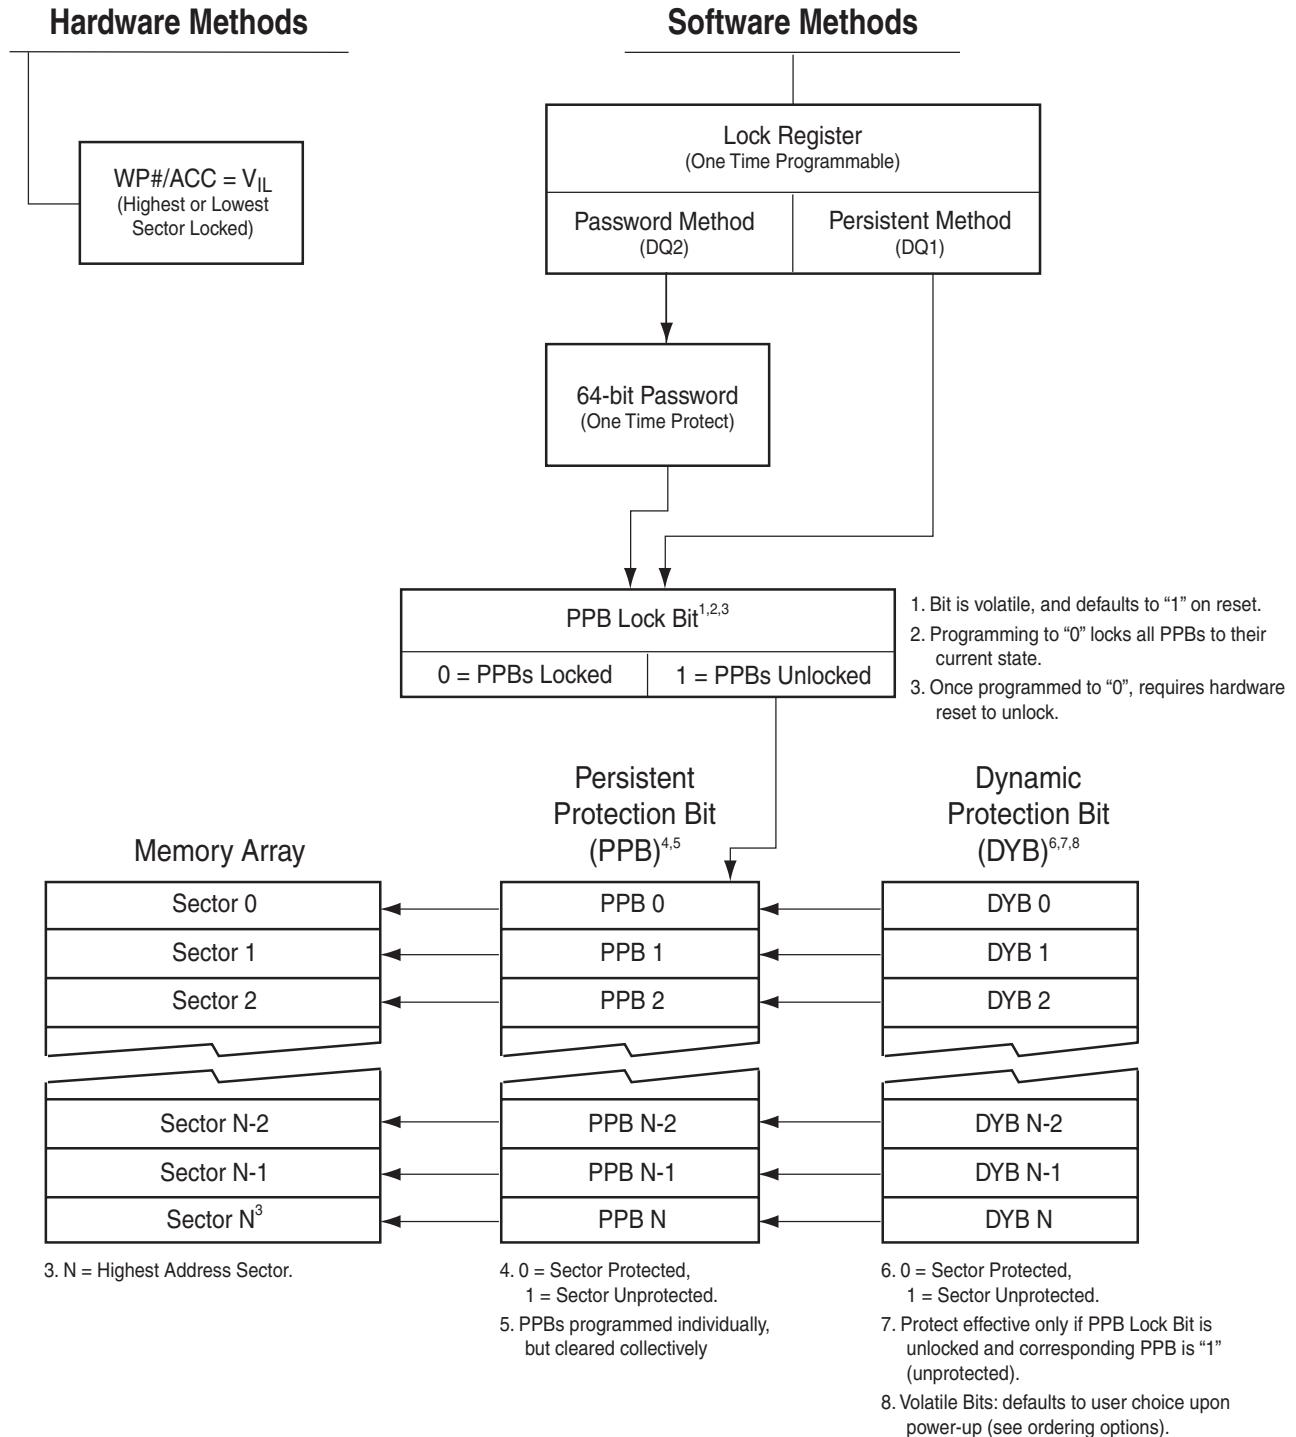 Hardware Methods
Software Methods
WP#/ACC = VIL
(Highest or Lowest
Sector Locked)
Lock Register
(One Time Programmable)
Password Method
(DQ2)
Persistent Method
(DQ1)
64-bit Password
(One Time Protect)
PPB Lock Bit1,2,3
0 = PPBs Locked
1 = PPBs Unlocked
1. Bit is volatile, and defaults to “1” on reset.
2. Programming to “0” locks all PPBs to their
current state.
3. Once programmed to “0”, requires hardware
reset to unlock.
Memory Array
Persistent
Protection Bit
(PPB)4,5
Dynamic
Protection Bit
(DYB)6,7,8
Sector 0
PPB 0
DYB 0
Sector 1
PPB 1
DYB 1
Sector 2
PPB 2
DYB 2
Sector N-2
PPB N-2
DYB N-2
Sector N-1
PPB N-1
DYB N-1
Sector N3
PPB N
DYB N
3. N = Highest Address Sector.
4. 0 = Sector Protected,
1 = Sector Unprotected.
5. PPBs programmed individually,
but cleared collectively
6. 0 = Sector Protected,
1 = Sector Unprotected.
7. Protect effective only if PPB Lock Bit is
unlocked and corresponding PPB is “1”
(unprotected).
8. Volatile Bits: defaults to user choice upon
power-up (see ordering options).